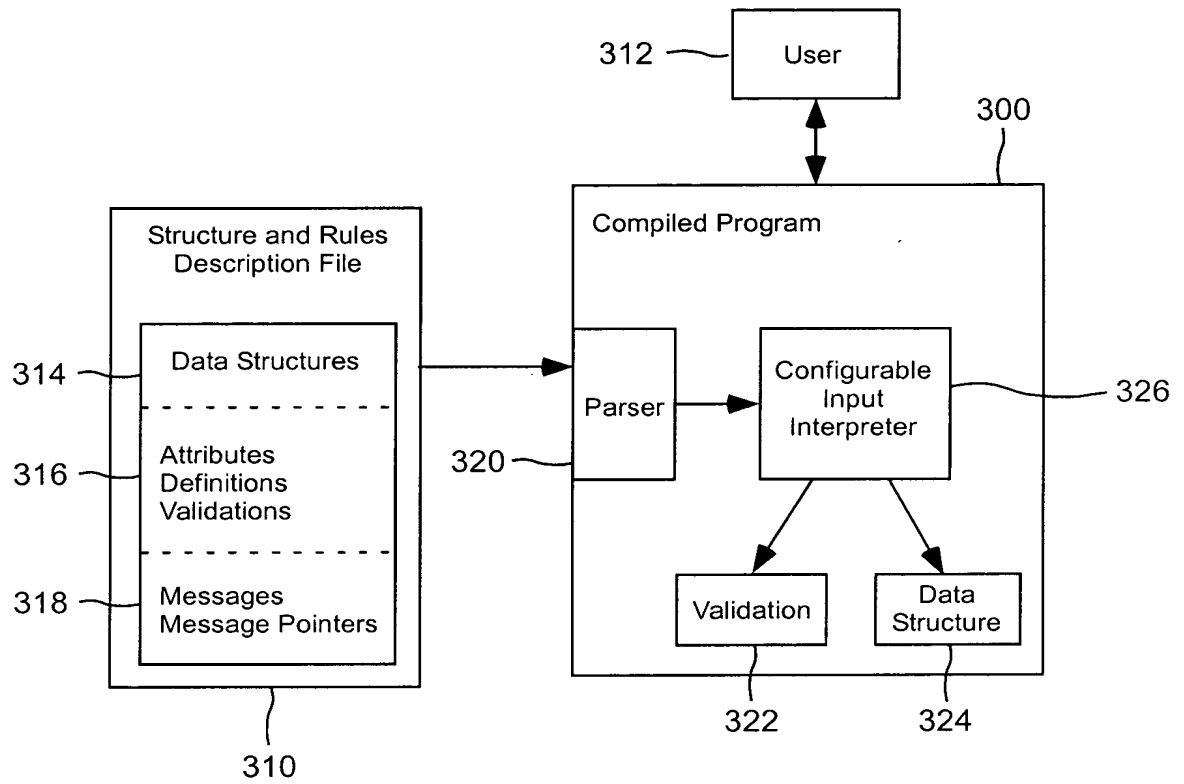 312
User
300
Compiled Program
Structure and Rules
Description File
314
Data Structures
316
Attributes
Definitions
Validations
318
Messages
Message Pointers
310
320
Parser
Configurable
Input
Interpreter
326
Validation
Data
Structure
322
324